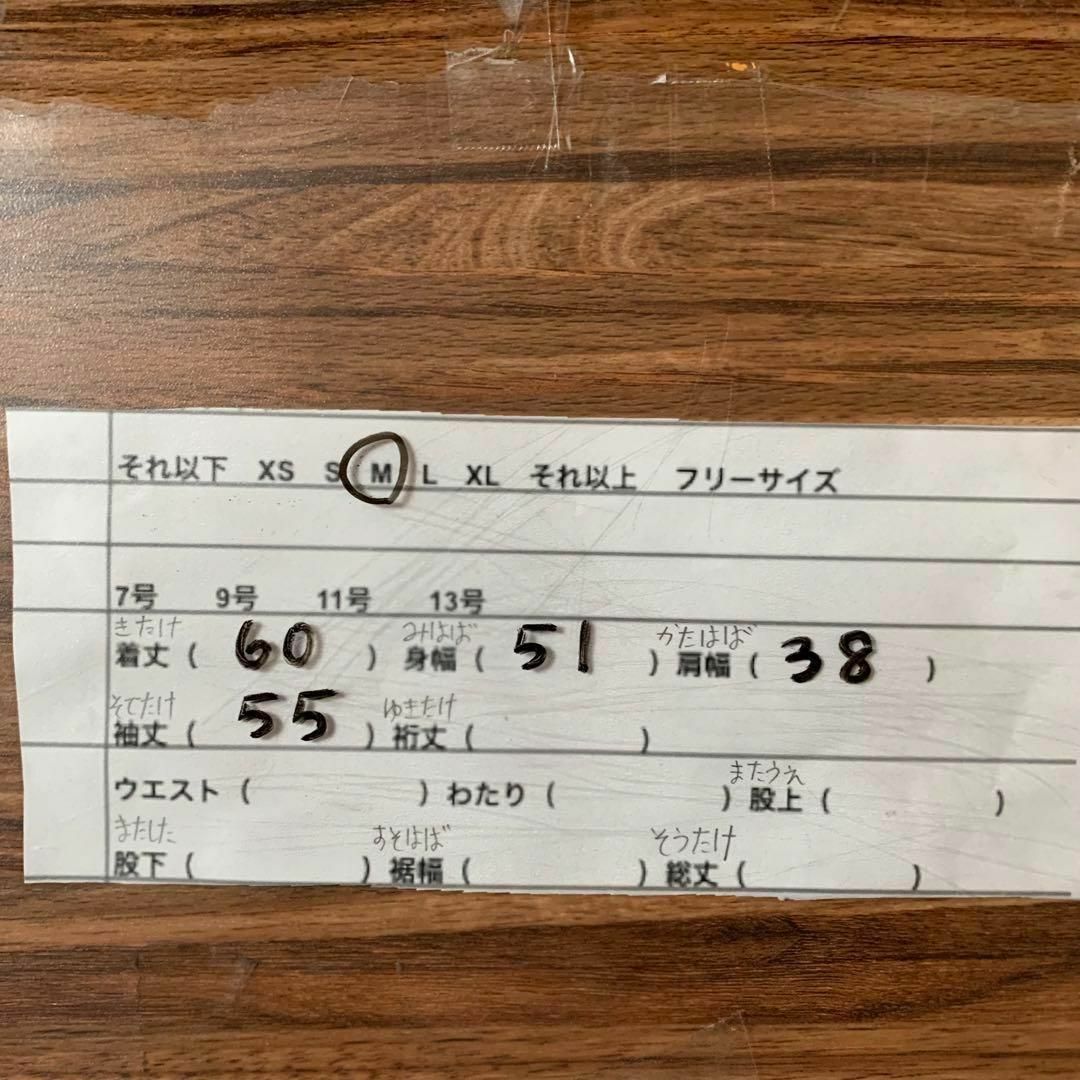 それ以下 XS S M L XL それ以上 フリーサイズ
7号 9号 11号 13号
きたけ みはば かたはば
着丈 ( 60 ) 身幅 ( 51 ) 肩幅 ( 38 )
そでたけ ゆきたけ
袖丈 ( 55 ) 裄丈 ( )
またうえ
ウエスト ( ) わたり ( ) 股上 ( )
またした すそはば そうたけ
股下 ( ) 裾幅 ( ) 総丈 ( )